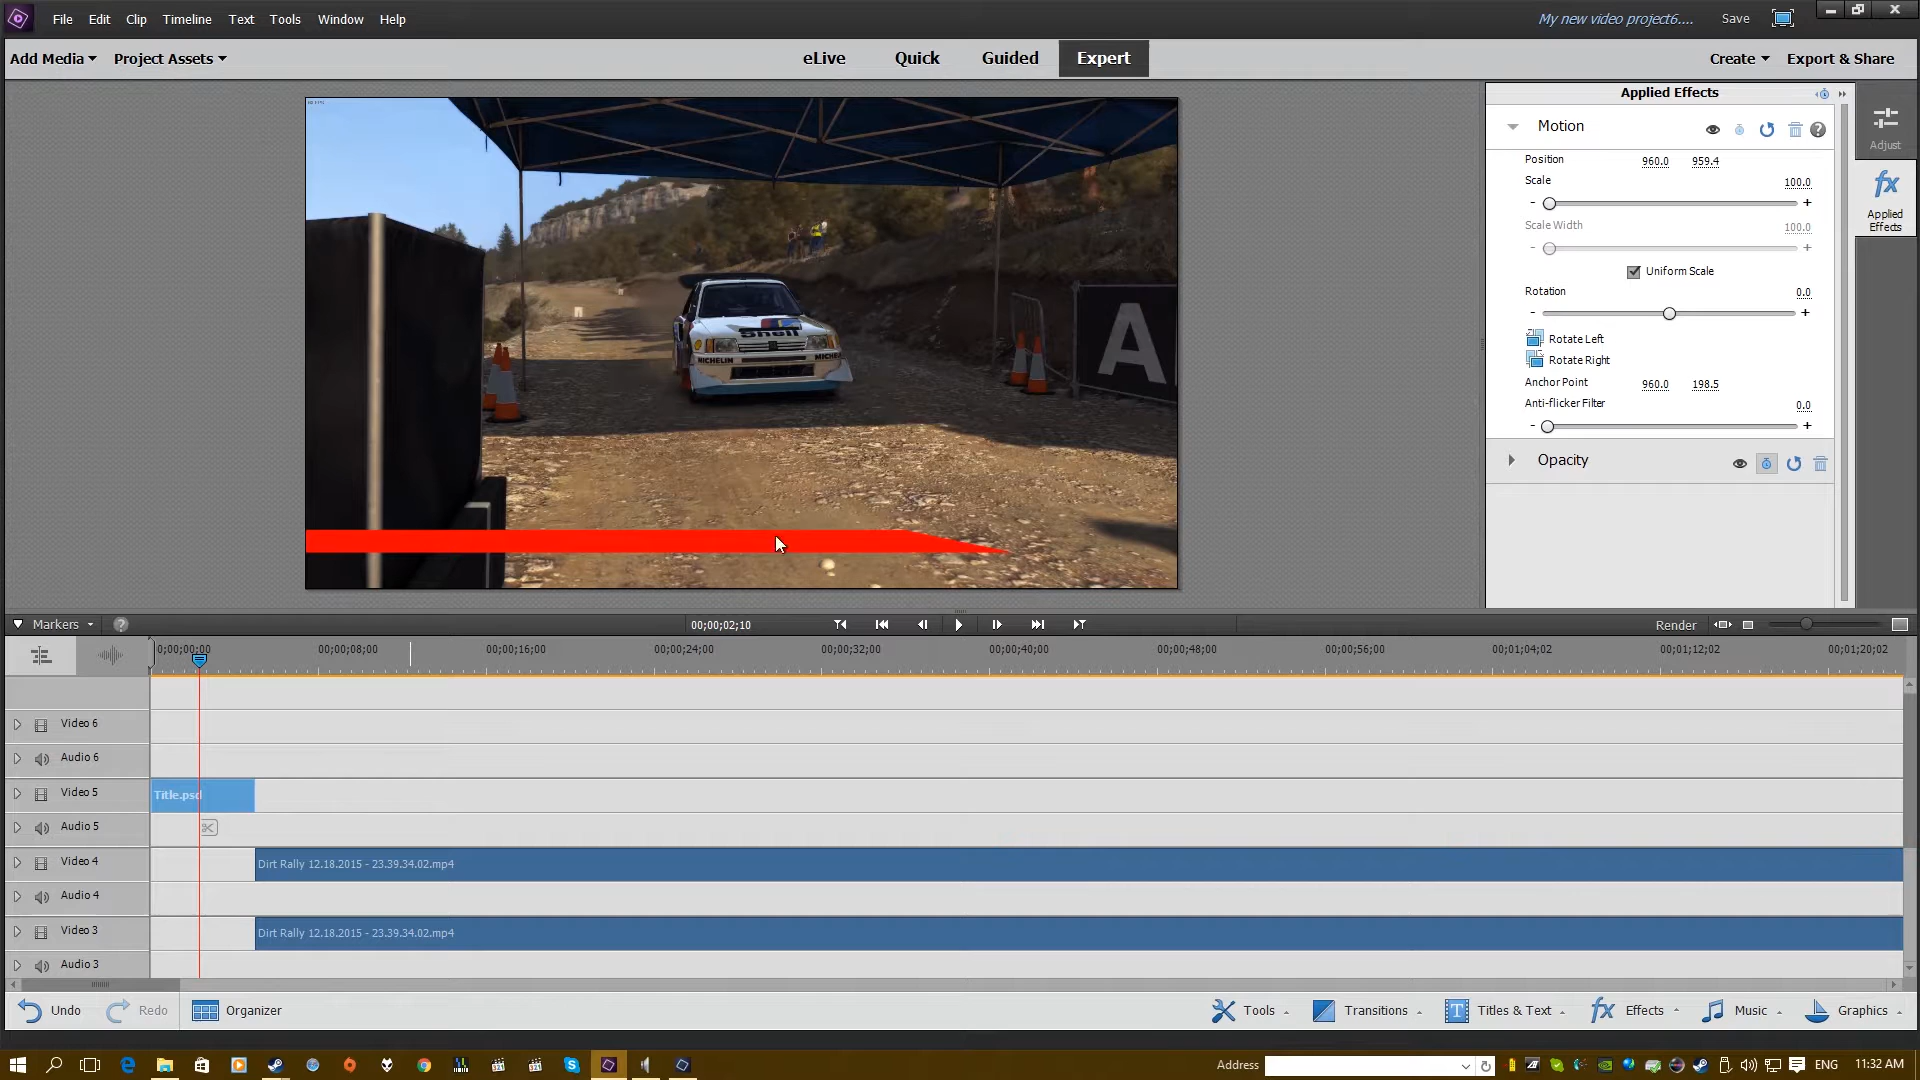 File Edit Clip Timeline Text Tools Window Help
My new video project6.... Save
Add Media Project Assets eLive Quick Guided Expert Create Export & Share
Applied Effects
Motion
Position 960.0 959.4
Scale 100.0
- +
Scale Width 100.0
- +
Uniform Scale
Rotation 0.0
- +
Rotate Left
Rotate Right
Anchor Point 960.0 198.5
Anti-flicker Filter 0.0
- +
Opacity
Adjust
fx
Applied
Effects
Shell
MICHELIN
A
Markers 00;00;02;10 Render
0;00;00;00 00;00;08;00 00;00;16;00 00;00;24;00 00;00;32;00 00;00;40;00 00;00;48;00 00;00;56;00 00;01;04;02 00;01;12;02 00;01;20;02
Video 6
Audio 6
Video 5 Title.psd
Audio 5
Video 4 Dirt Rally 12.18.2015 - 23.39.34.02.mp4
Audio 4
Video 3 Dirt Rally 12.18.2015 - 23.39.34.02.mp4
Audio 3
Undo Redo Organizer Tools Transitions T Titles & Text fx Effects Music Graphics
Address ENG 11:32 AM